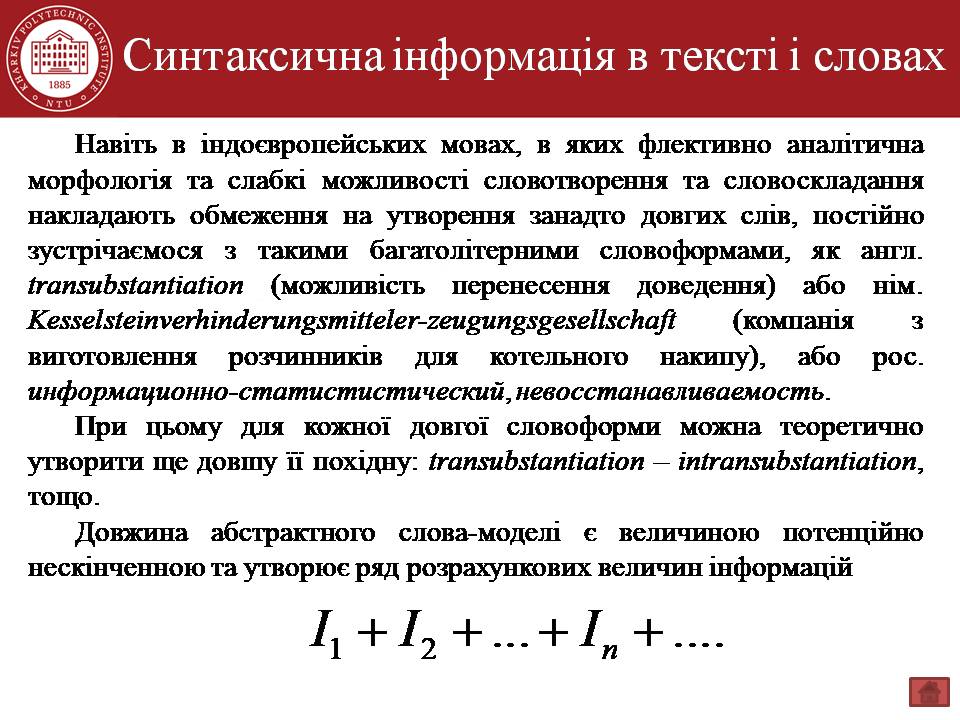 KHARKIV POLYTECHNIC INSTITUTE
1885
NTU
Синтаксична інформація в тексті і словах
Навіть в індоєвропейських мовах, в яких флективно аналітична
морфологія та слабкі можливості словотворення та словоскладання
накладають обмеження на утворення занадто довгих слів, постійно
зустрічаємося з такими багатолітерними словоформами, як англ.
transubstantiation (можливість перенесення доведення) або нім.
Kesselsteinverhinderungsmitteler-zeugungsgesellschaft (компанія з
виготовлення розчинників для котельного накипу), або рос.
информационно-статистистический, невосстанавливаемость.
При цьому для кожної довгої словоформи можна теоретично
утворити ще довшу її похідну: transubstantiation – intransubstantiation,
тощо.
Довжина абстрактного слова-моделі є величиною потенційно
нескінченною та утворює ряд розрахункових величин інформацій
I₁ + I₂ + ... + Iₙ + ....